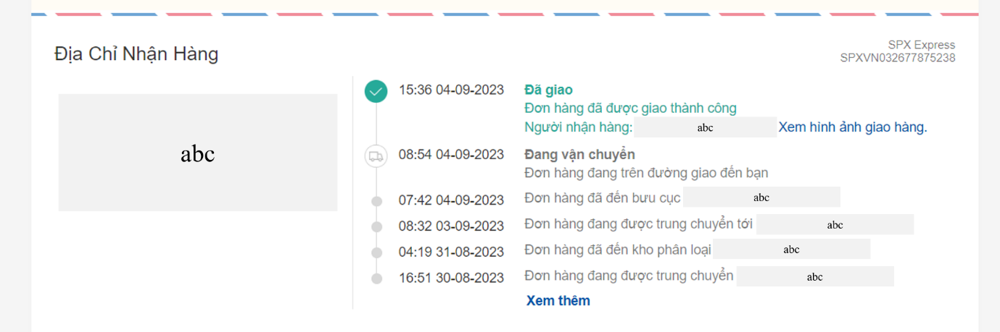 Địa Chỉ Nhận Hàng
SPX Express
SPXVN032677875238
abc
15:36 04-09-2023 Đã giao
Đơn hàng đã được giao thành công
Người nhận hàng: abc Xem hình ảnh giao hàng.
08:54 04-09-2023 Đang vận chuyển
Đơn hàng đang trên đường giao đến bạn
07:42 04-09-2023 Đơn hàng đã đến bưu cục abc
08:32 03-09-2023 Đơn hàng đang được trung chuyển tới abc
04:19 31-08-2023 Đơn hàng đã đến kho phân loại abc
16:51 30-08-2023 Đơn hàng đang được trung chuyển abc
Xem thêm